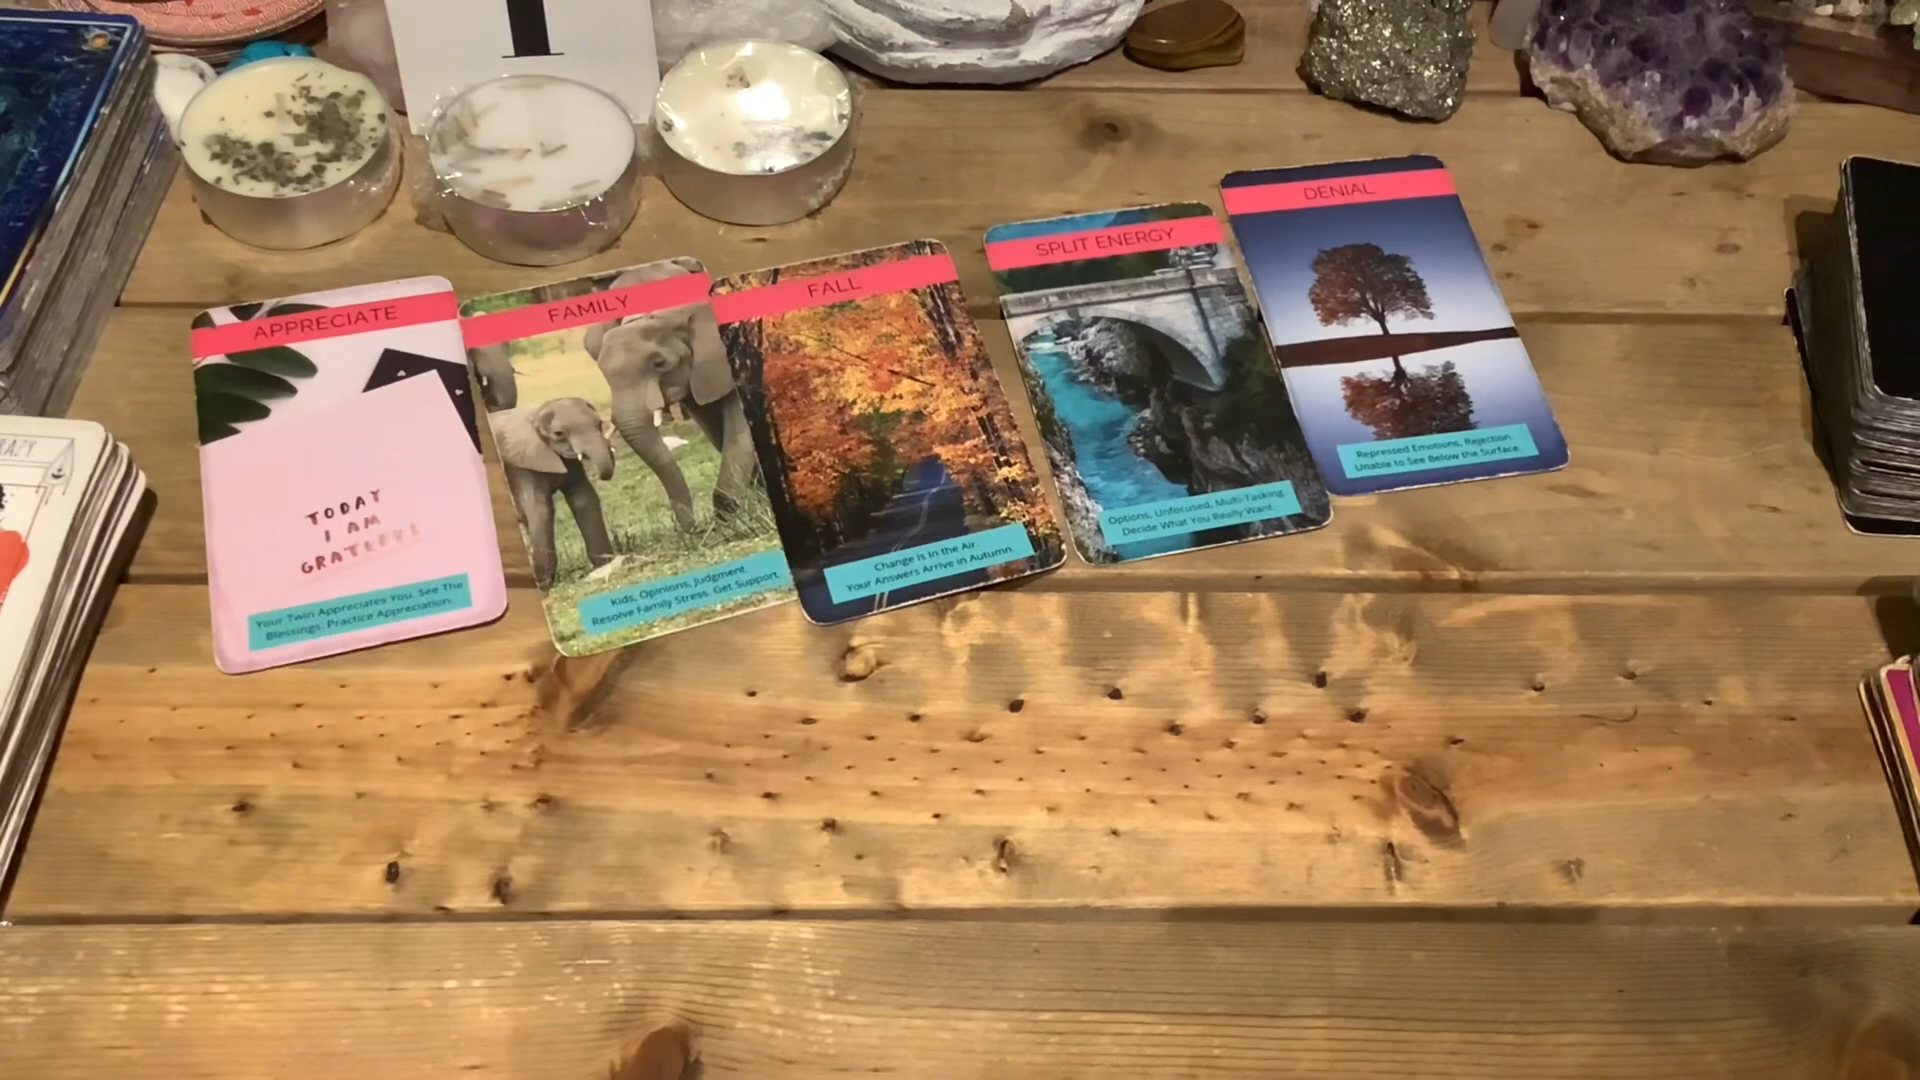 I
RAZY
APPRECIATE
TODAY
I AM
GRATEFUL
Your Twin Appreciates You. See The
Blessings. Practice Appreciation.
FAMILY
Kids, Opinions, Judgment.
Resolve Family Stress. Get Support.
FALL
Change is In the Air.
Your Answers Arrive in Autumn.
SPLIT ENERGY
Options, Unfocused, Multi-Tasking.
Decide What You Really Want.
DENIAL
Repressed Emotions, Rejection.
Unable to See Below the Surface.